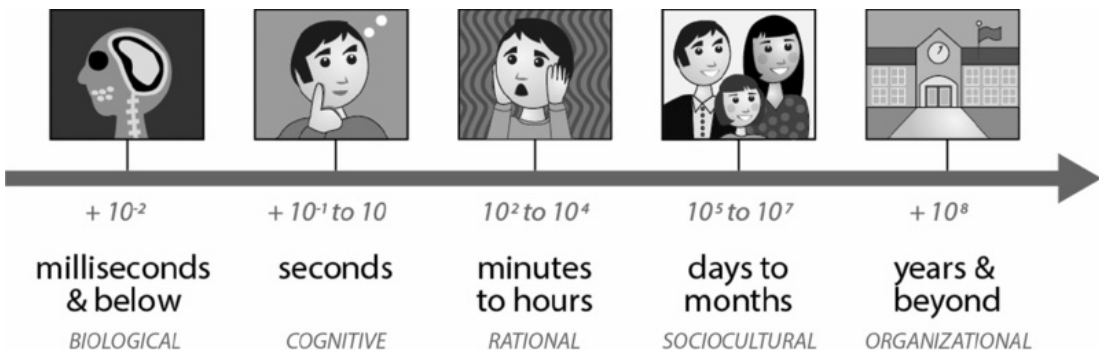 + 10⁻²
+ 10⁻¹ to 10
10² to 10⁴
10⁵ to 10⁷
+ 10⁸
milliseconds
& below
seconds
minutes
to hours
days to
months
years &
beyond
BIOLOGICAL
COGNITIVE
RATIONAL
SOCIOCULTURAL
ORGANIZATIONAL